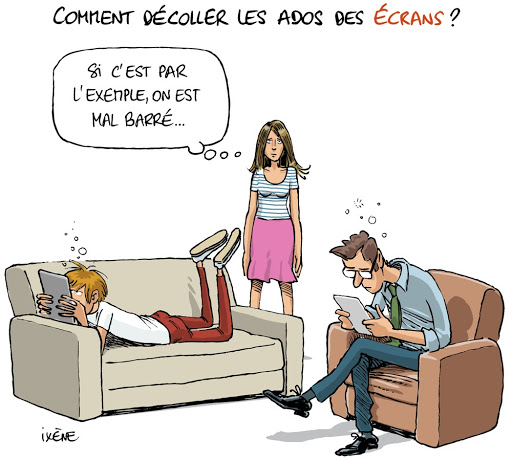 COMMENT DÉCOLLER LES ADOS DES ÉCRANS ?
SI C'EST PAR
L'EXEMPLE, ON EST
MAL BARRÉ...
IXÈNE